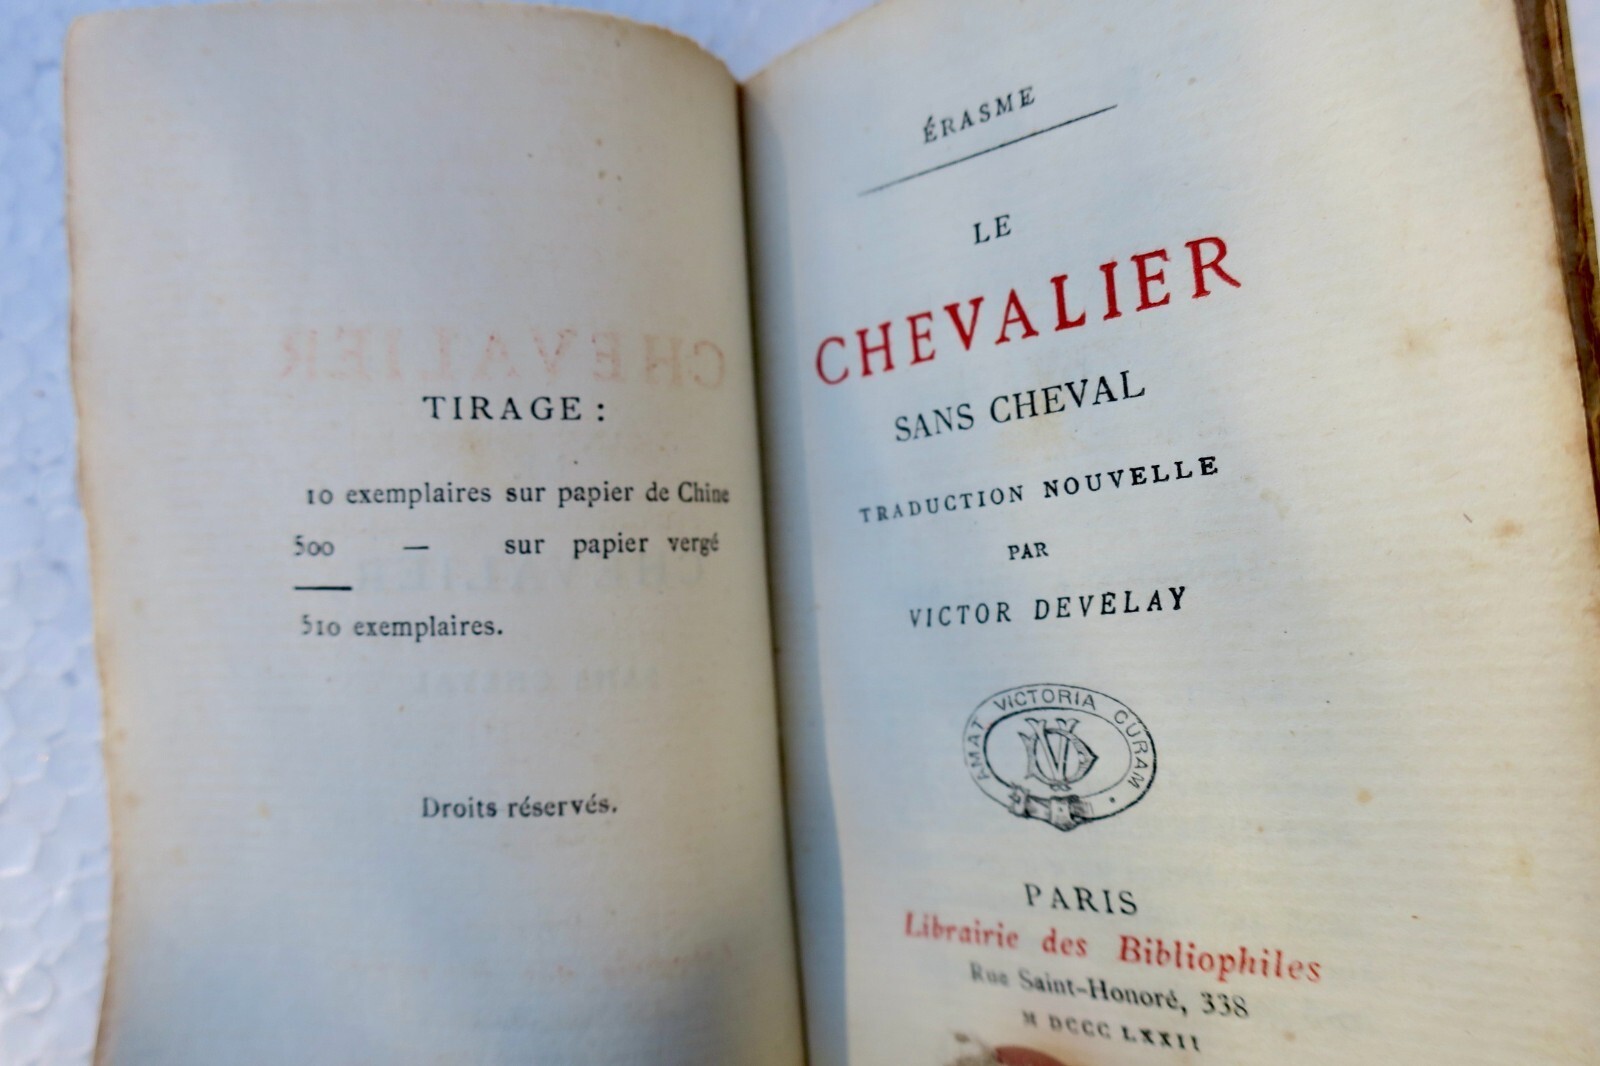 TIRAGE :
10 exemplaires sur papier de Chine
500 — sur papier vergé
510 exemplaires.
Droits réservés.
ÉRASME
LE
CHEVALIER
SANS CHEVAL
TRADUCTION NOUVELLE
PAR
VICTOR DEVELAY
AMAT VICTORIA CURAM
PARIS
Librairie des Bibliophiles
Rue Saint-Honoré, 338
M DCCC LXXII